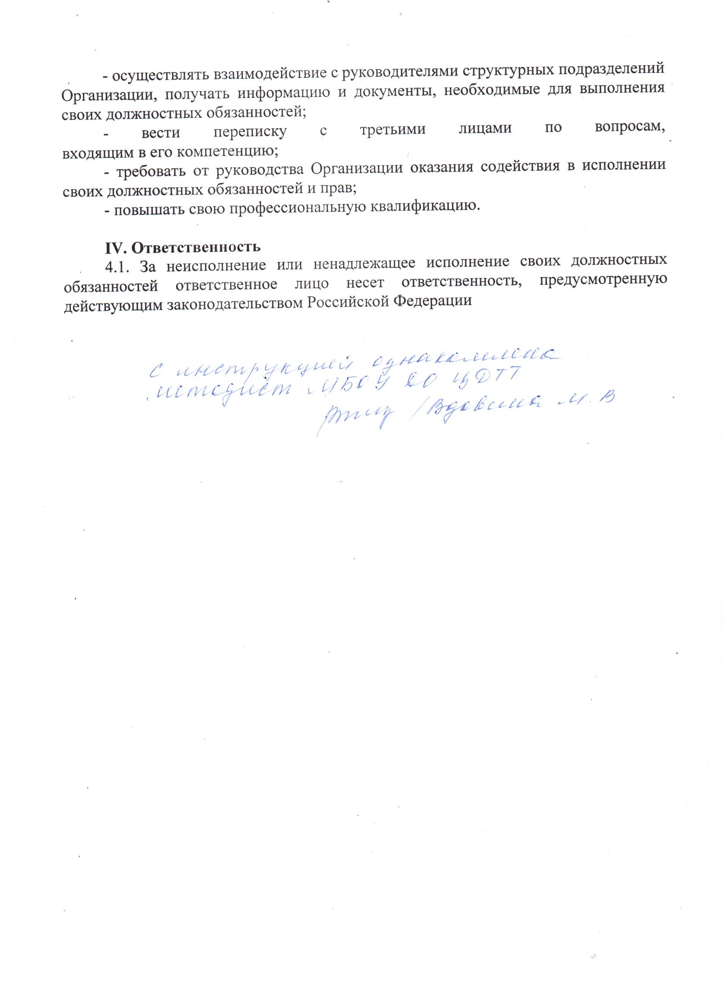 - осуществлять взаимодействие с руководителями структурных подразделений
Организации, получать информацию и документы, необходимые для выполнения
своих должностных обязанностей;
- вести переписку с третьими лицами по вопросам,
входящим в его компетенцию;
- требовать от руководства Организации оказания содействия в исполнении
своих должностных обязанностей и прав;
- повышать свою профессиональную квалификацию.
IV. Ответственность
4.1. За неисполнение или ненадлежащее исполнение своих должностных
обязанностей ответственное лицо несет ответственность, предусмотренную
действующим законодательством Российской Федерации
с инструкцией ознакомлена
методист МБОУ ДО ЦДТТ
/Вдовина М.В